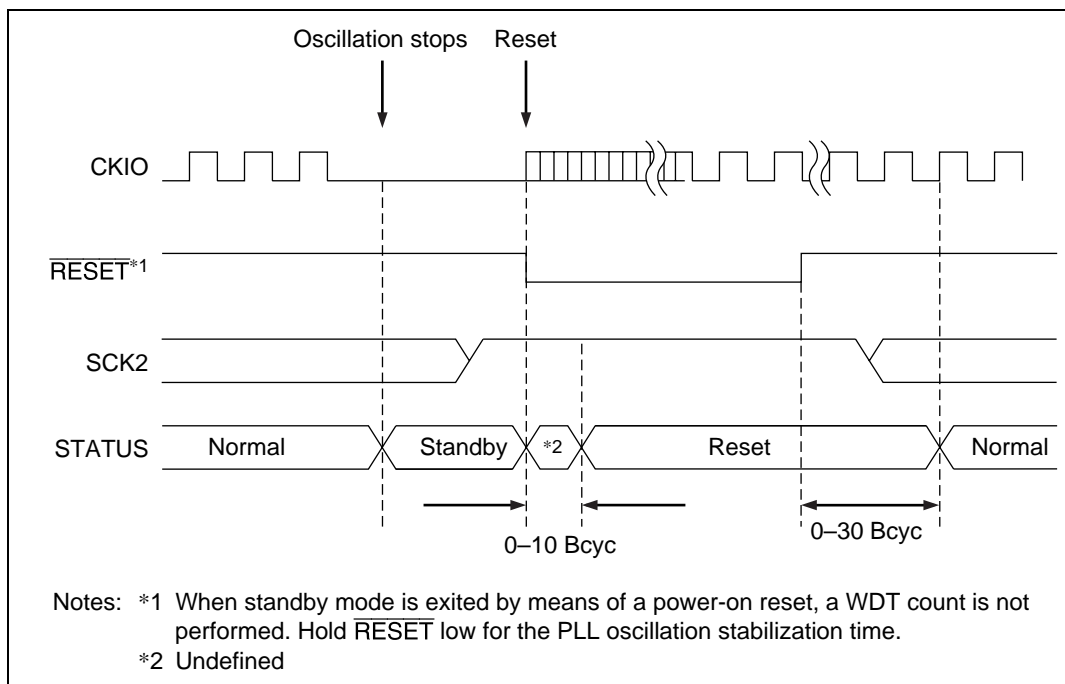 Oscillation stops Reset
CKIO
RESET*1
SCK2
STATUS Normal Standby *2 Reset Normal
0–10 Bcyc 0–30 Bcyc
Notes: *1 When standby mode is exited by means of a power-on reset, a WDT count is not
performed. Hold RESET low for the PLL oscillation stabilization time.
*2 Undefined